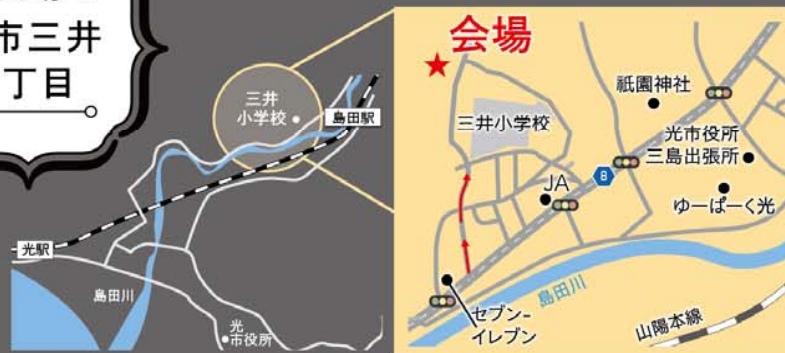 市三井
丁目
三井
小学校
島田駅
光駅
島田川
光
市役所
会場
祇園神社
三井小学校
光市役所
三島出張所
JA
8
ゆーぱーく光
島田川
セブン-
イレブン
山陽本線